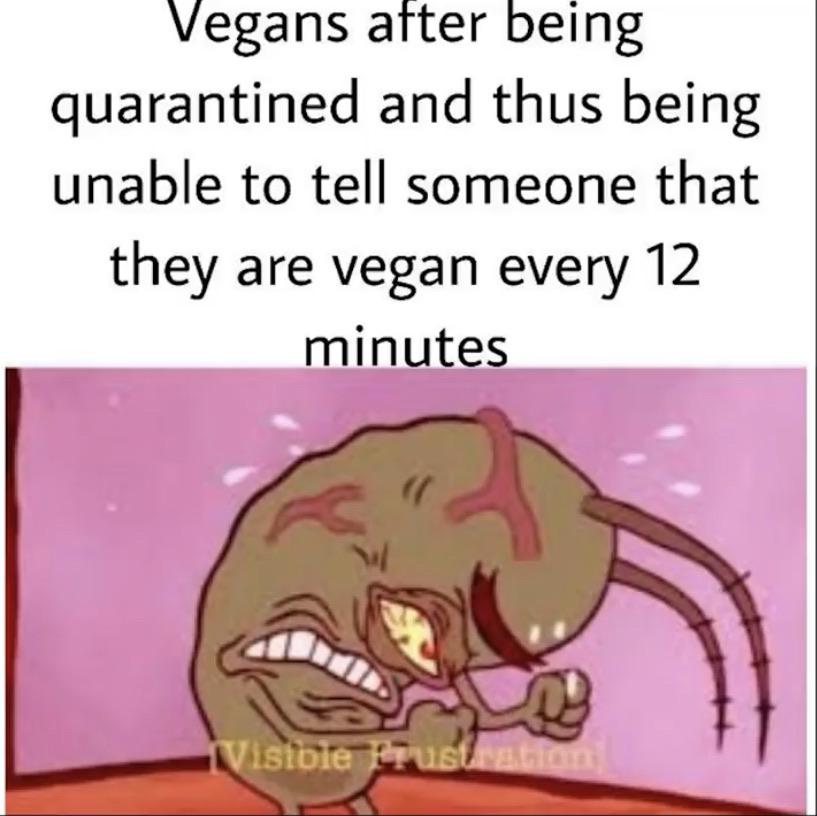 Vegans after being
quarantined and thus being
unable to tell someone that
they are vegan every 12
minutes
[Visible Frustration]